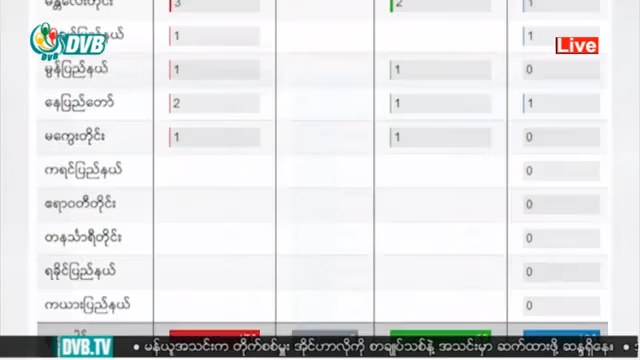 မန္တလေးတိုင်း 3 2 1
ပြည်နယ် 1 1
မွန်ပြည်နယ် 1 1 0
နေပြည်တော် 2 1 1
မကွေးတိုင်း 1 1 0
ကရင်ပြည်နယ် 0
ဧရာဝတီတိုင်း 0
တနင်္သာရီတိုင်း 0
ရခိုင်ပြည်နယ် 0
ကယားပြည်နယ် 0
DVB
DVB
Live
DVB.TV • မန်ယူအသင်းက တိုက်စစ်မှူး အိုင်ဟာလိုကို စာချုပ်သစ်နဲ့ အသင်းမှာ ဆက်ထားဖို့ ဆန္ဒရှိနေ။ •